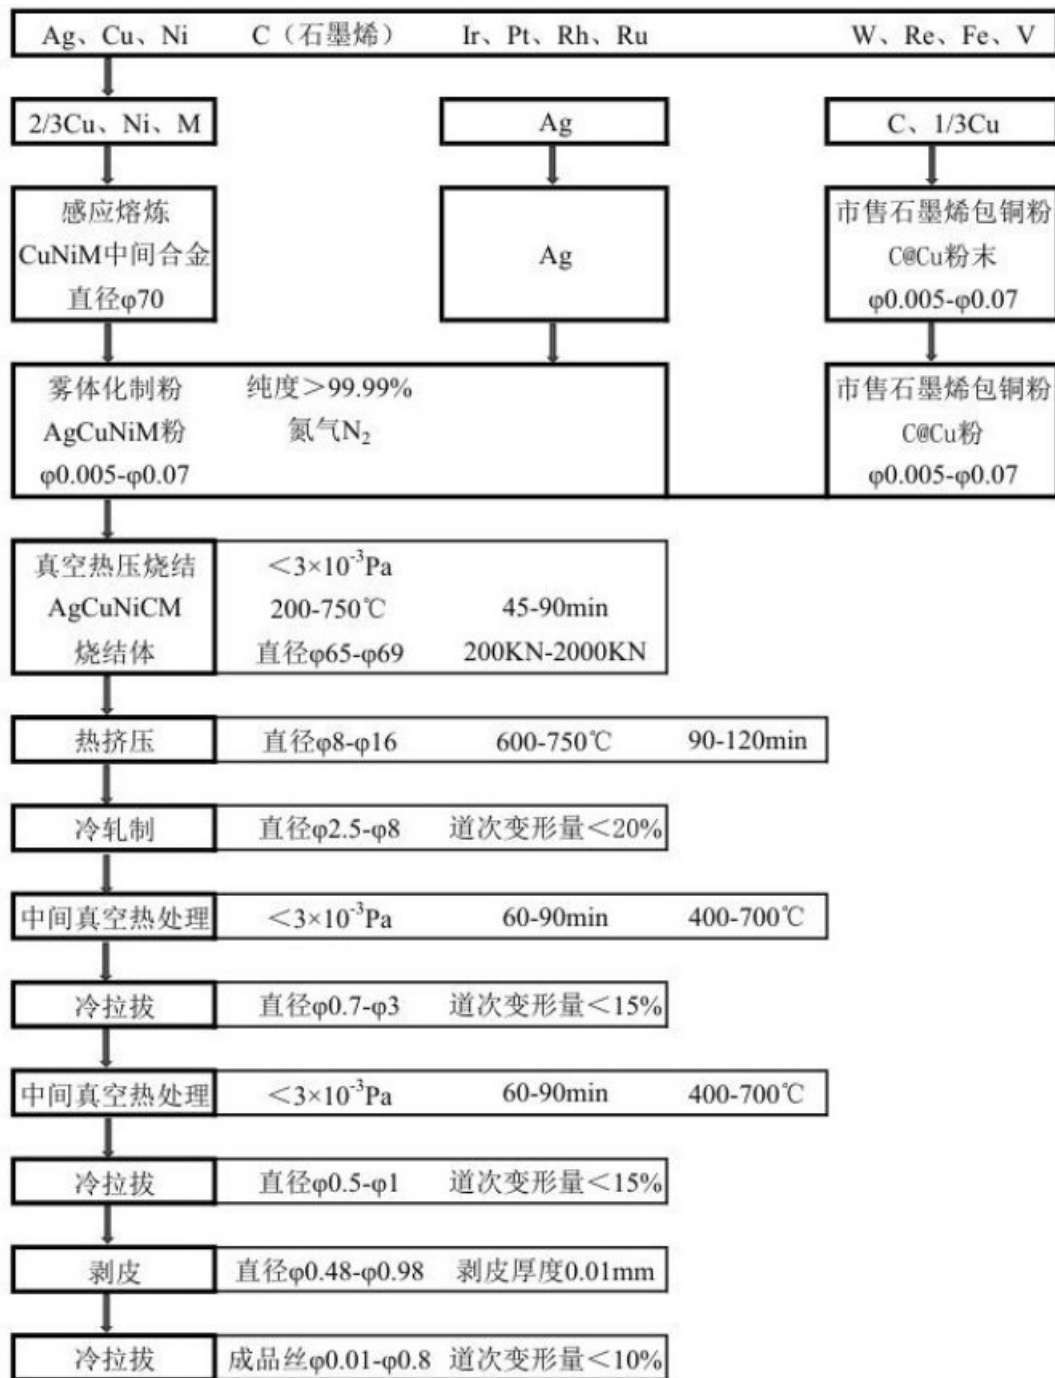 Ag、Cu、Ni C（石墨烯） Ir、Pt、Rh、Ru W、Re、Fe、V
2/3Cu、Ni、M Ag C、1/3Cu
感应熔炼
CuNiM中间合金
直径φ70
Ag
市售石墨烯包铜粉
C@Cu粉末
φ0.005-φ0.07
雾体化制粉 纯度＞99.99%
AgCuNiM粉 氮气N₂
φ0.005-φ0.07
市售石墨烯包铜粉
C@Cu粉
φ0.005-φ0.07
真空热压烧结 ＜3×10⁻³Pa
AgCuNiCM 200-750℃ 45-90min
烧结体 直径φ65-φ69 200KN-2000KN
热挤压 直径φ8-φ16 600-750℃ 90-120min
冷轧制 直径φ2.5-φ8 道次变形量＜20%
中间真空热处理 ＜3×10⁻³Pa 60-90min 400-700℃
冷拉拔 直径φ0.7-φ3 道次变形量＜15%
中间真空热处理 ＜3×10⁻³Pa 60-90min 400-700℃
冷拉拔 直径φ0.5-φ1 道次变形量＜15%
剥皮 直径φ0.48-φ0.98 剥皮厚度0.01mm
冷拉拔 成品丝φ0.01-φ0.8 道次变形量＜10%